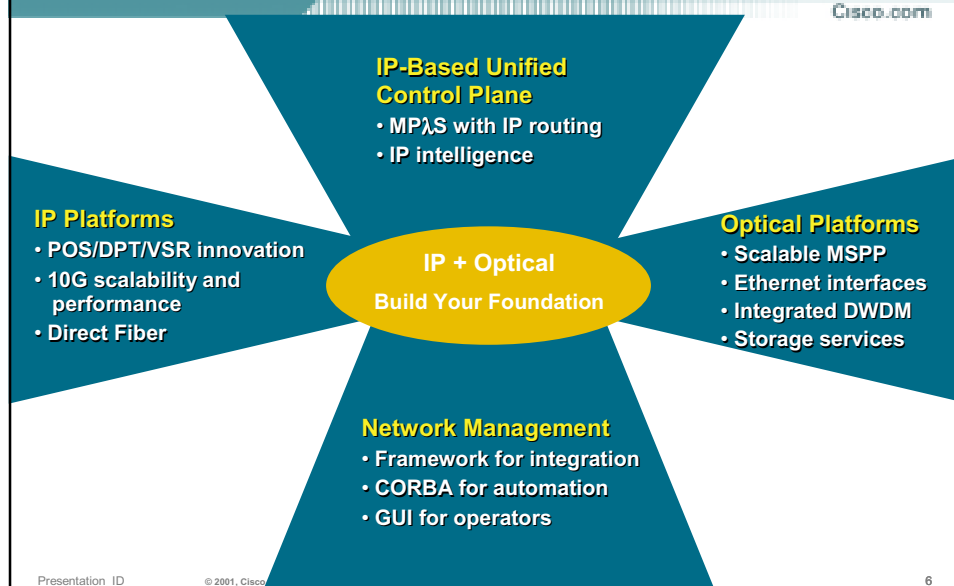 Cisco.com
IP-Based Unified
Control Plane
• MPλS with IP routing
• IP intelligence
IP Platforms
• POS/DPT/VSR innovation
• 10G scalability and
performance
• Direct Fiber
IP + Optical
Build Your Foundation
Optical Platforms
• Scalable MSPP
• Ethernet interfaces
• Integrated DWDM
• Storage services
Network Management
• Framework for integration
• CORBA for automation
• GUI for operators
Presentation_ID
© 2001, Cisco
6